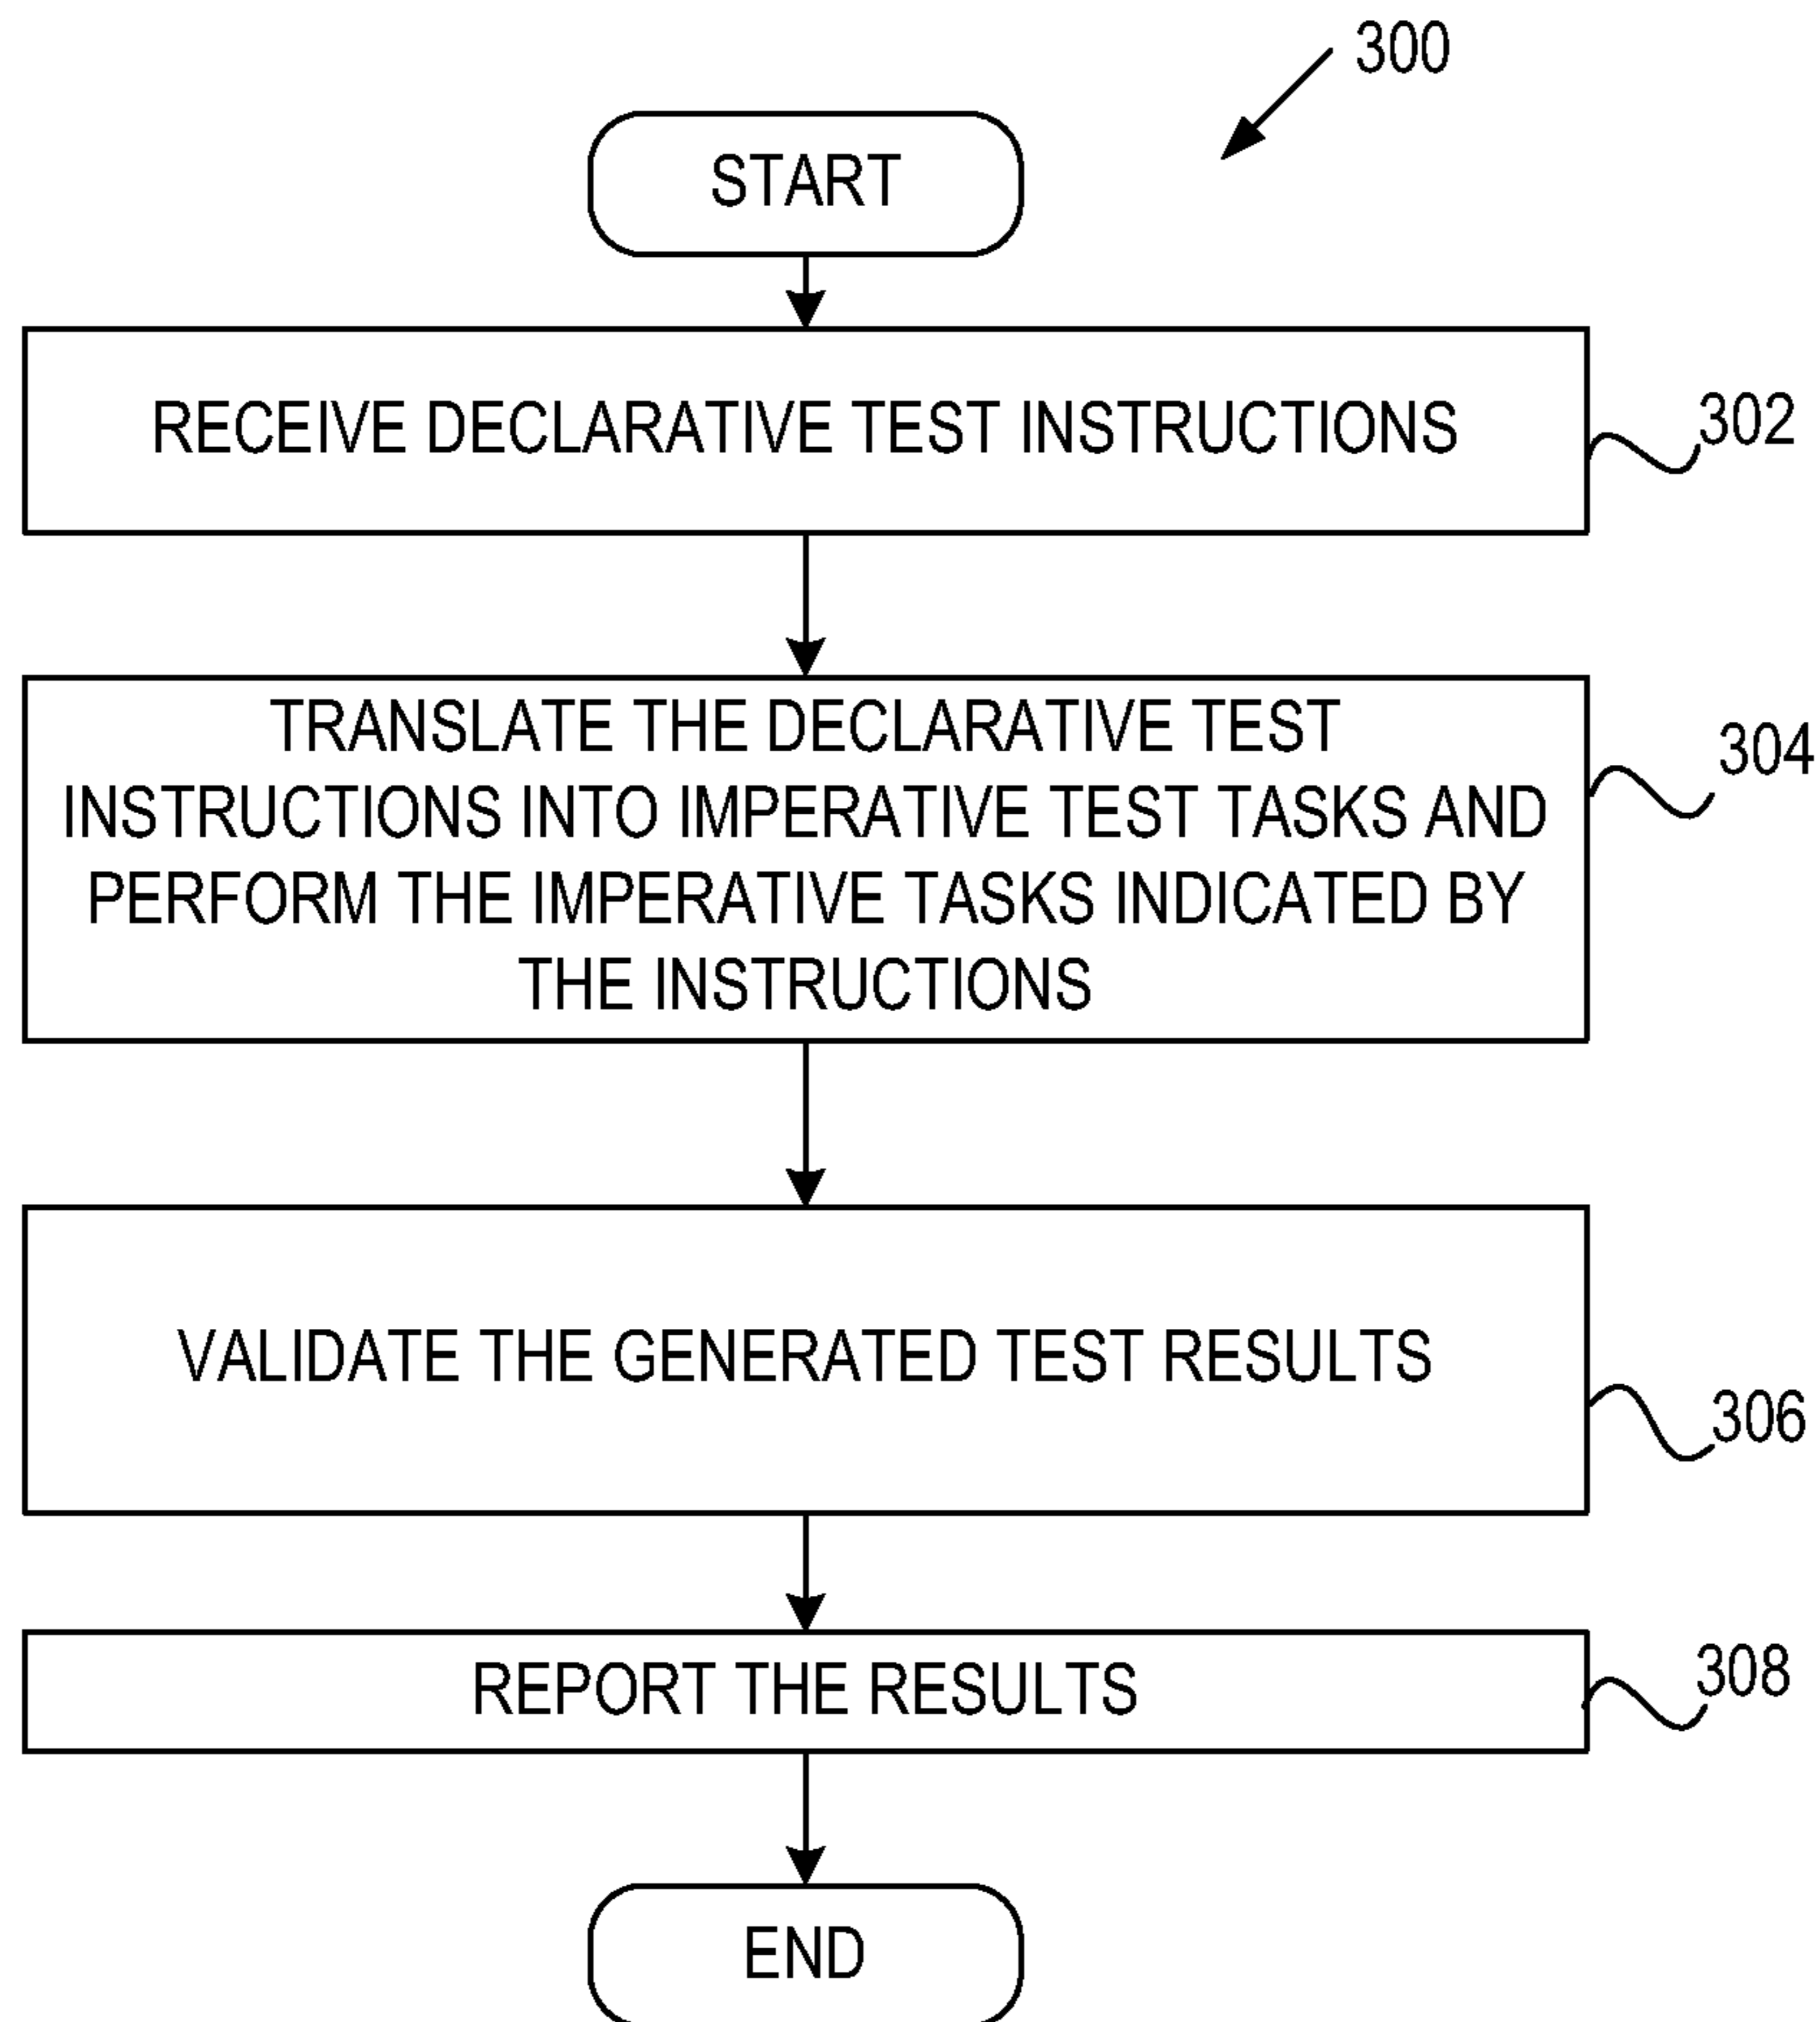 300
START
RECEIVE DECLARATIVE TEST INSTRUCTIONS
302
TRANSLATE THE DECLARATIVE TEST
INSTRUCTIONS INTO IMPERATIVE TEST TASKS AND
PERFORM THE IMPERATIVE TASKS INDICATED BY
THE INSTRUCTIONS
304
VALIDATE THE GENERATED TEST RESULTS
306
REPORT THE RESULTS
308
END